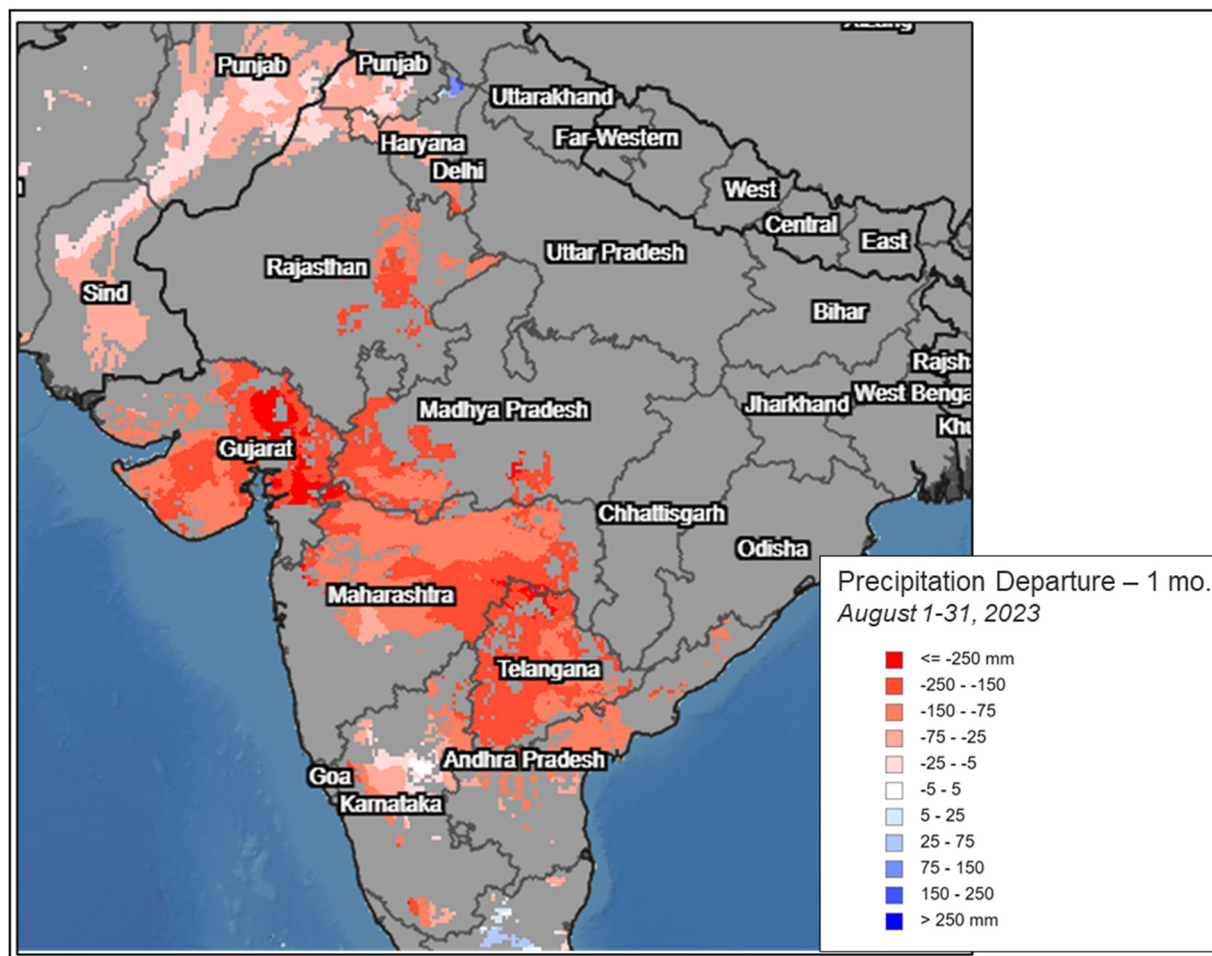 Xizang
Punjab
Punjab
Uttarakhand
Far-Western
Haryana
Delhi
West
Central
East
Uttar Pradesh
Rajasthan
Sind
Bihar
Rajsha
West Benga
Jharkhand
Khu
Madhya Pradesh
Gujarat
Chhattisgarh
Odisha
Maharashtra
Telangana
Andhra Pradesh
Goa
Karnataka
Precipitation Departure – 1 mo.
August 1-31, 2023
<= -250 mm
-250 - -150
-150 - -75
-75 - -25
-25 - -5
-5 - 5
5 - 25
25 - 75
75 - 150
150 - 250
> 250 mm